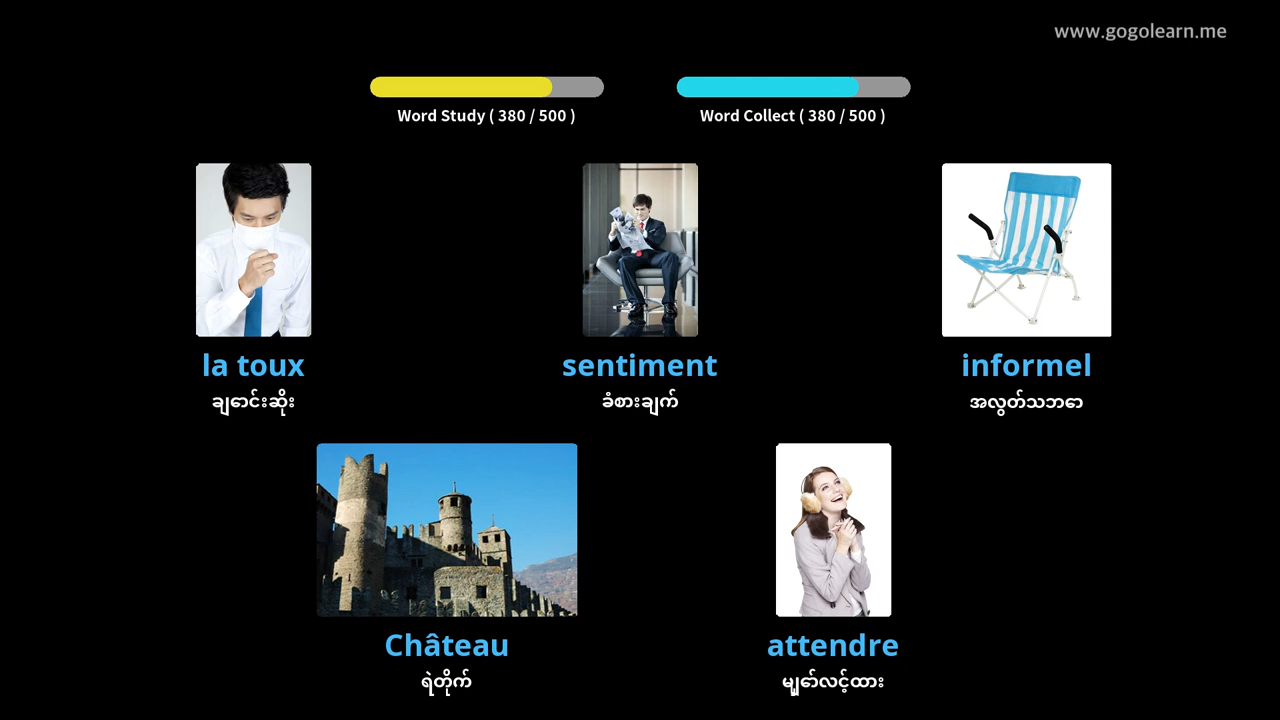 www.gogolearn.me
Word Study ( 380 / 500 )
Word Collect ( 380 / 500 )
la toux
ချောင်းဆိုး
sentiment
ခံစားချက်
informel
အလွတ်သဘော
Château
ရဲတိုက်
attendre
မျှော်လင့်ထား